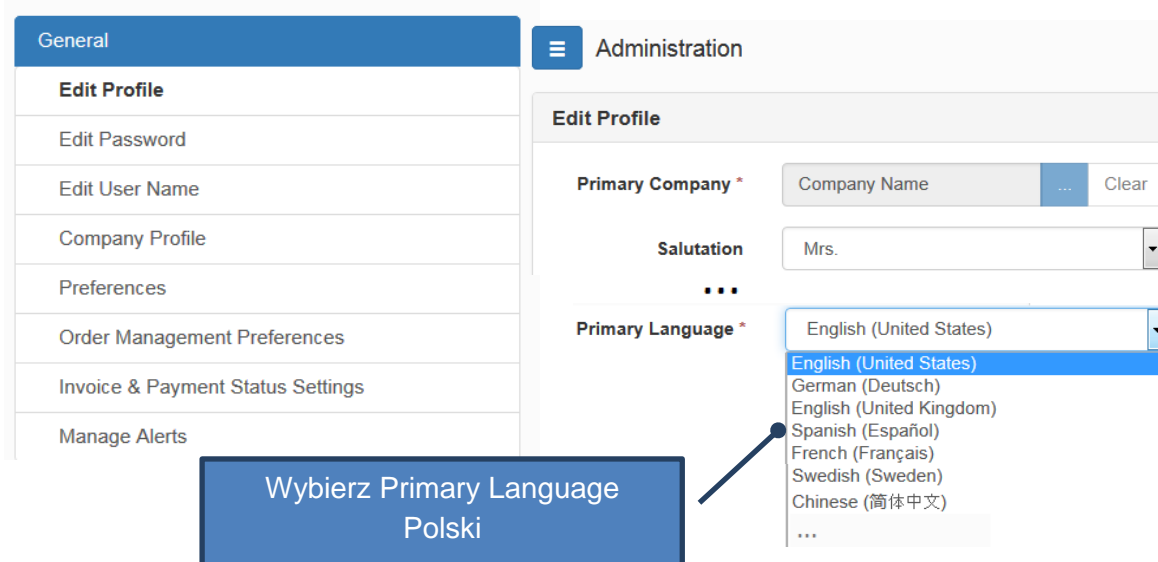 General
Edit Profile
Edit Password
Edit User Name
Company Profile
Preferences
Order Management Preferences
Invoice & Payment Status Settings
Manage Alerts
Administration
Edit Profile
Primary Company * Company Name ... Clear
Salutation Mrs.
...
Primary Language * English (United States)
English (United States)
German (Deutsch)
English (United Kingdom)
Spanish (Español)
French (Français)
Swedish (Sweden)
Chinese (简体中文)
...
Wybierz Primary Language
Polski